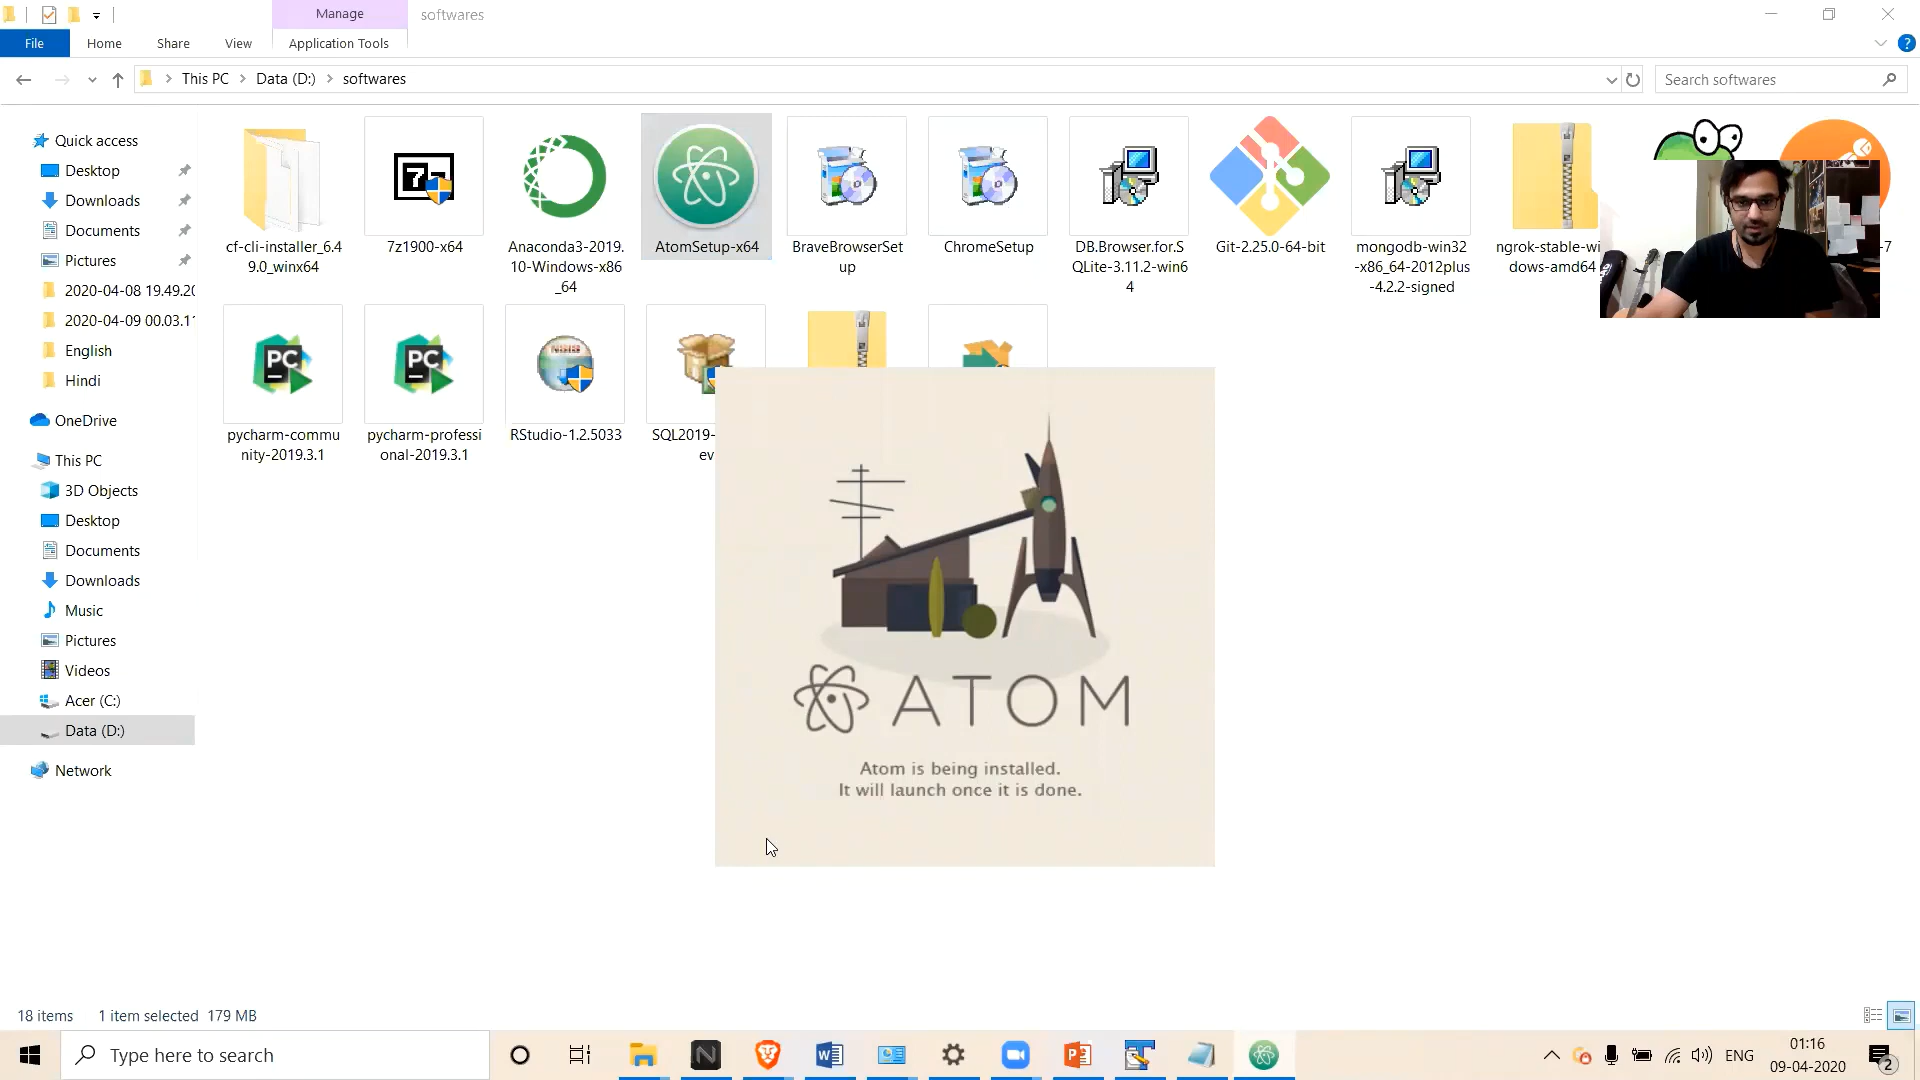 Manage
softwares
File
Home
Share
View
Application Tools
This PC
Data (D:)
softwares
Search softwares
Quick access
Desktop
Downloads
Documents
Pictures
2020-04-08 19.49.20
2020-04-09 00.03.11
English
Hindi
OneDrive
This PC
3D Objects
Desktop
Documents
Downloads
Music
Pictures
Videos
Acer (C:)
Data (D:)
Network
cf-cli-installer_6.4
9.0_winx64
7z1900-x64
Anaconda3-2019.
10-Windows-x86
_64
AtomSetup-x64
BraveBrowserSet
up
ChromeSetup
DB.Browser.for.S
QLite-3.11.2-win6
4
Git-2.25.0-64-bit
mongodb-win32
-x86_64-2012plus
-4.2.2-signed
ngrok-stable-wi
dows-amd64
-7
PC
pycharm-commu
nity-2019.3.1
PC
pycharm-professi
onal-2019.3.1
NSIS
RStudio-1.2.5033
SQL2019-
ev
ATOM
Atom is being installed.
It will launch once it is done.
18 items
1 item selected 179 MB
Type here to search
ENG
01:16
09-04-2020
2